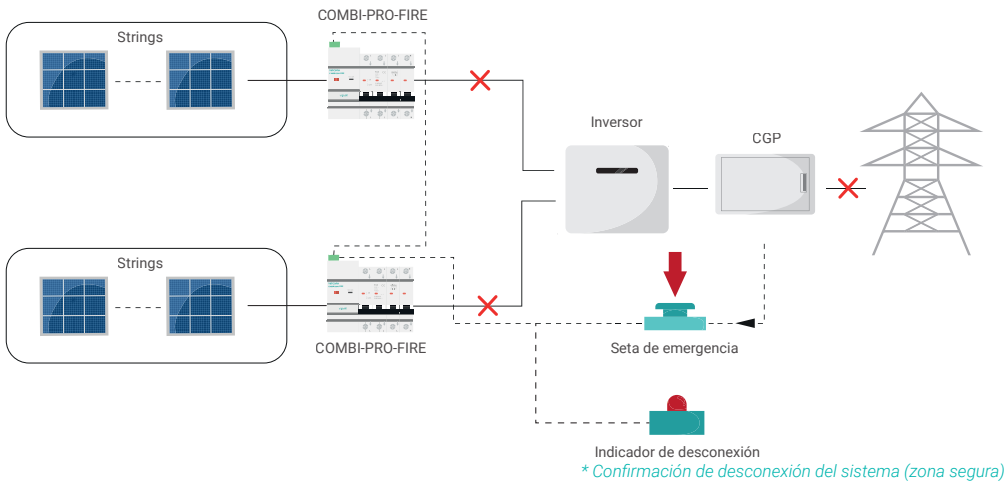 COMBI-PRO-FIRE
Strings
Inversor
CGP
Strings
COMBI-PRO-FIRE
Seta de emergencia
Indicador de desconexión
* Confirmación de desconexión del sistema (zona segura)